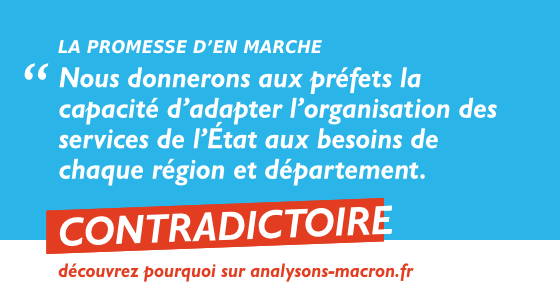 LA PROMESSE D’EN MARCHE
“ Nous donnerons aux préfets la
capacité d’adapter l’organisation des
services de l’État aux besoins de
chaque région et département.
CONTRADICTOIRE
découvrez pourquoi sur analysons-macron.fr